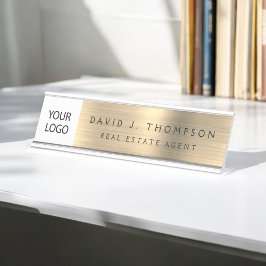 YOUR
LOGO
DAVID J. THOMPSON
REAL ESTATE AGENT